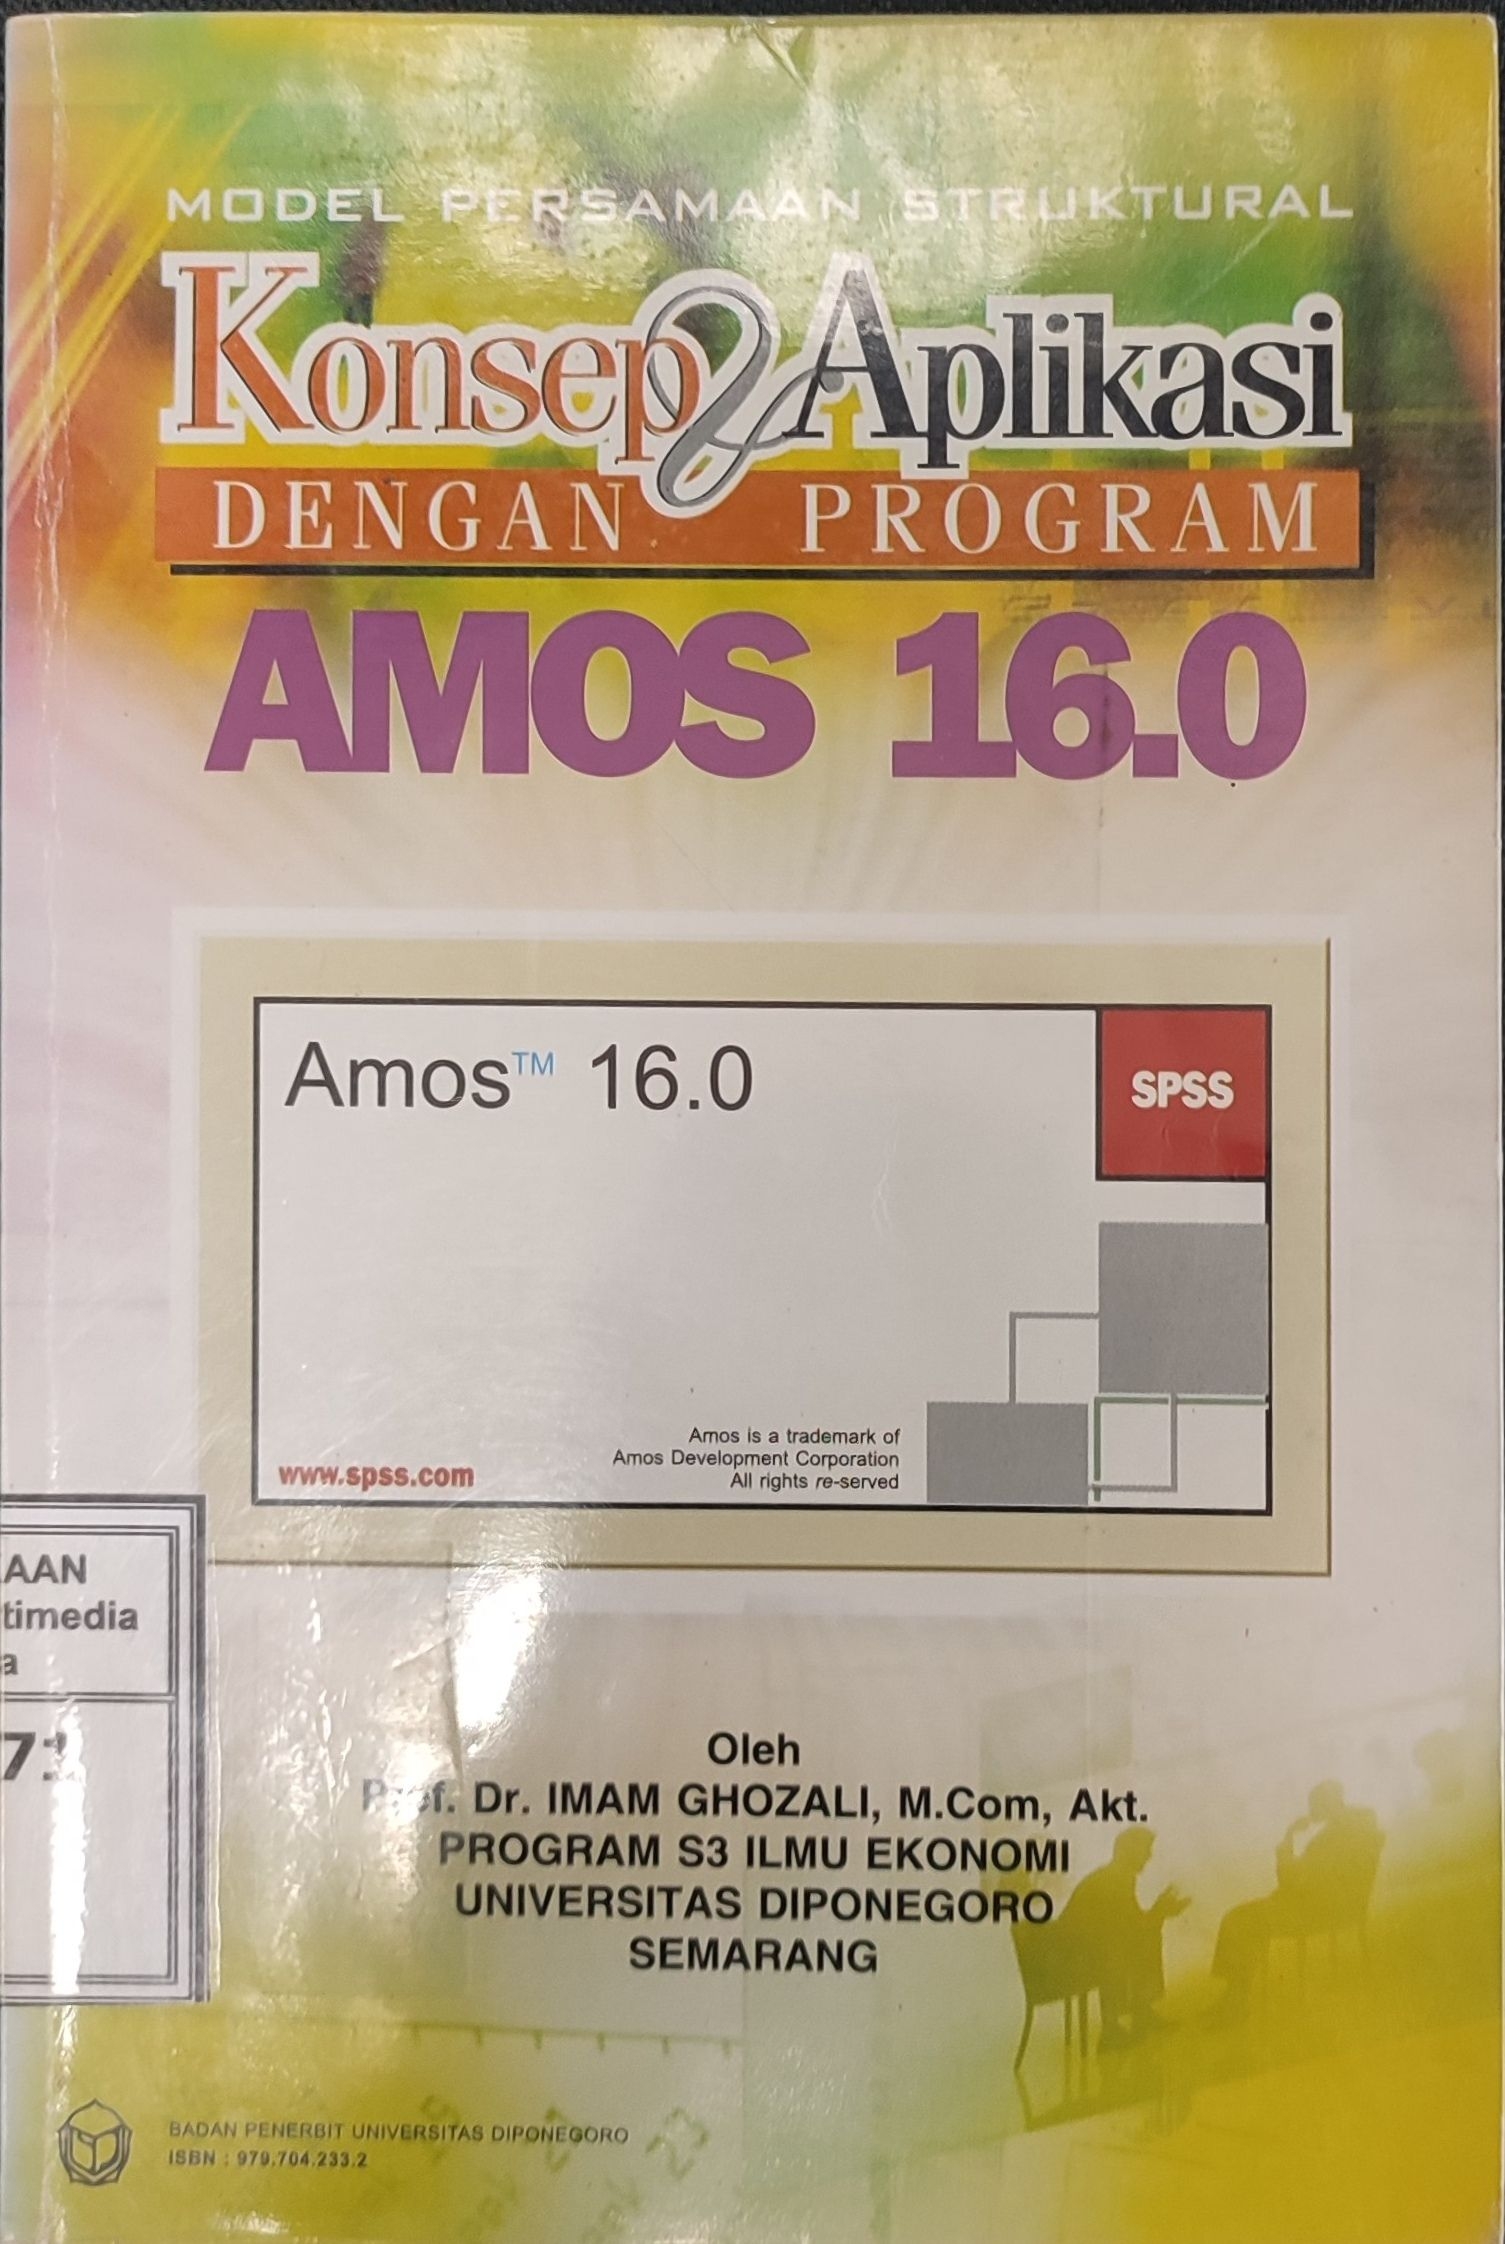 MODEL PERSAMAAN STRUKTURAL
Konsep & Aplikasi
DENGAN PROGRAM
AMOS 16.0
Amos™ 16.0
SPSS
Amos is a trademark of
Amos Development Corporation
All rights re-served
www.spss.com
AAN
timedia
a
71
Oleh
Prof. Dr. IMAM GHOZALI, M.Com, Akt.
PROGRAM S3 ILMU EKONOMI
UNIVERSITAS DIPONEGORO
SEMARANG
BADAN PENERBIT UNIVERSITAS DIPONEGORO
ISBN : 979.704.233.2